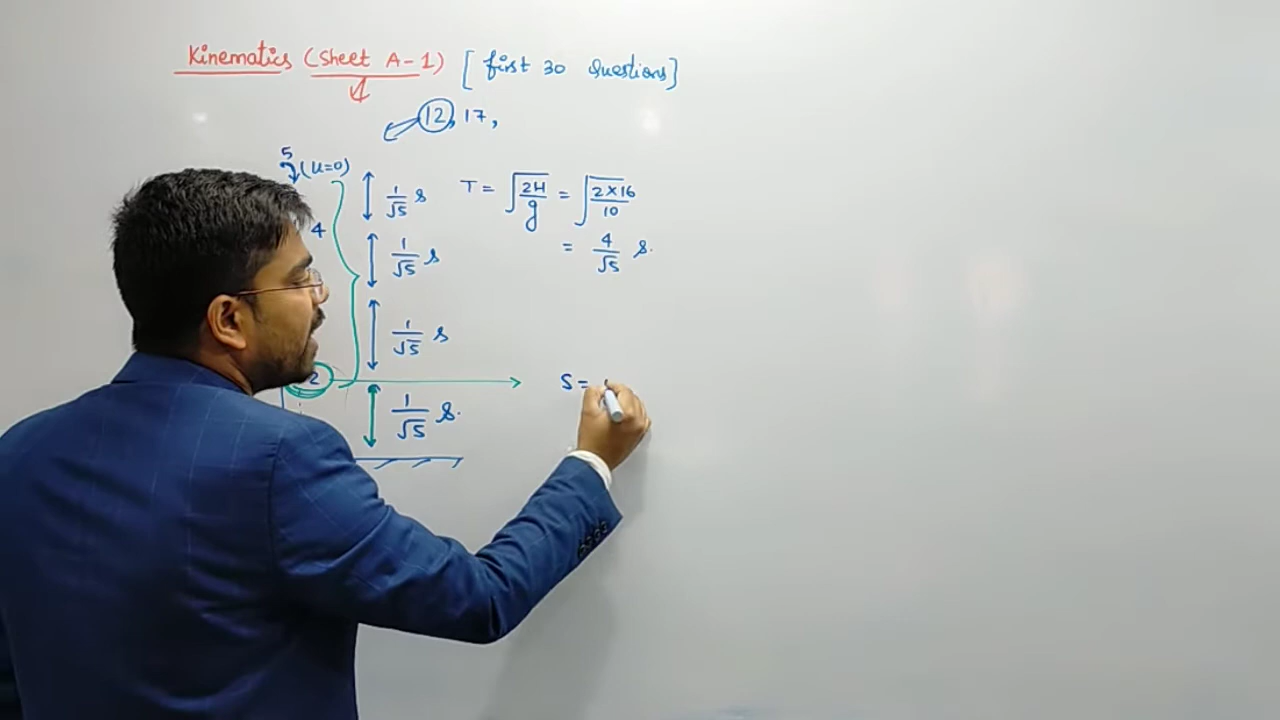 Kinematics (Sheet A-1) [first 30 Questions]
12, 17,
5
(u=0)
4
1/√5 s
T = √(2H/g) = √(2×16/10)
1/√5 s
= 4/√5 s.
1/√5 s
2
S =
1/√5 s.